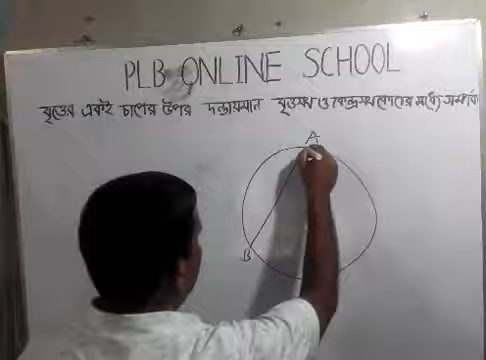 PLB ONLINE SCHOOL
বৃত্তের একই চাপের উপর দন্ডায়মান বৃত্তস্থ ও কেন্দ্রস্থ কোণের মধ্যে সম্পর্ক
A
B